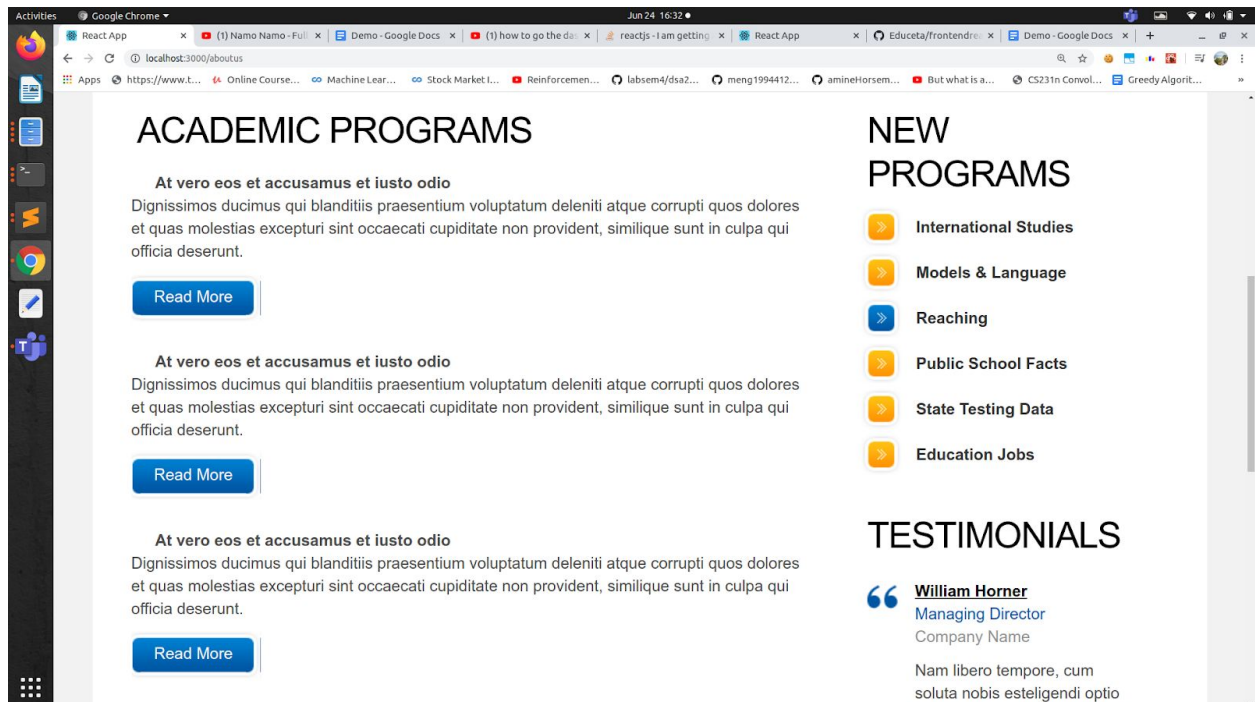 Activities Google Chrome Jun 24 16:32
React App (1) Namo Namo - Ful Demo - Google Docs (1) how to go the das reactjs - I am getting React App Educeta/frontendrea Demo - Google Docs
localhost:3000/aboutus
Apps https://www.t... Online Course... Machine Lear... Stock Market I... Reinforcemen... labsem4/dsa2... meng1994412... amineHorsem... But what is a... CS231n Convol... Greedy Algorit... »
ACADEMIC PROGRAMS
At vero eos et accusamus et iusto odio
Dignissimos ducimus qui blanditiis praesentium voluptatum deleniti atque corrupti quos dolores
et quas molestias excepturi sint occaecati cupiditate non provident, similique sunt in culpa qui
officia deserunt.
Read More
At vero eos et accusamus et iusto odio
Dignissimos ducimus qui blanditiis praesentium voluptatum deleniti atque corrupti quos dolores
et quas molestias excepturi sint occaecati cupiditate non provident, similique sunt in culpa qui
officia deserunt.
Read More
At vero eos et accusamus et iusto odio
Dignissimos ducimus qui blanditiis praesentium voluptatum deleniti atque corrupti quos dolores
et quas molestias excepturi sint occaecati cupiditate non provident, similique sunt in culpa qui
officia deserunt.
Read More
NEW
PROGRAMS
International Studies
Models & Language
Reaching
Public School Facts
State Testing Data
Education Jobs
TESTIMONIALS
William Horner
Managing Director
Company Name
Nam libero tempore, cum
soluta nobis esteligendi optio